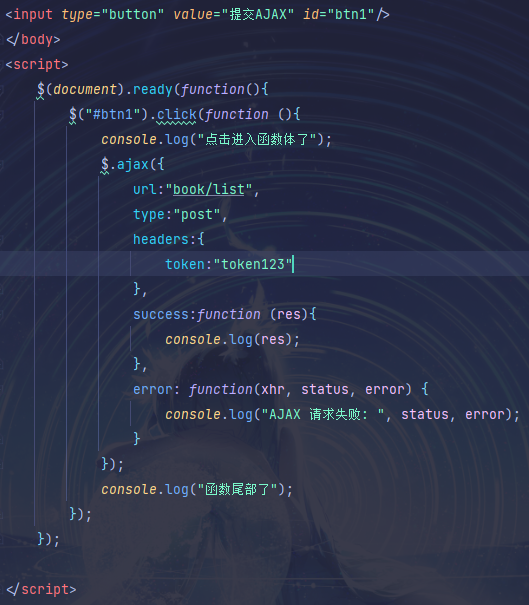 <input type="button" value="提交AJAX" id="btn1"/>
</body>
<script>
    $(document).ready(function(){
        $("#btn1").click(function (){
            console.log("点击进入函数体了");
            $.ajax({
                url:"book/list",
                type:"post",
                headers:{
                    token:"token123"
                },
                success:function (res){
                    console.log(res);
                },
                error: function(xhr, status, error) {
                    console.log("AJAX 请求失败: ", status, error);
                }
            });
            console.log("函数尾部了");
        });
    });
</script>